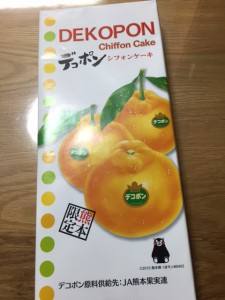 DEKOPON
Chiffon Cake
デコポン シフォンケーキ
デコポン
デコポン
熊本
限定
デコポン原料供給先:JA熊本果実連